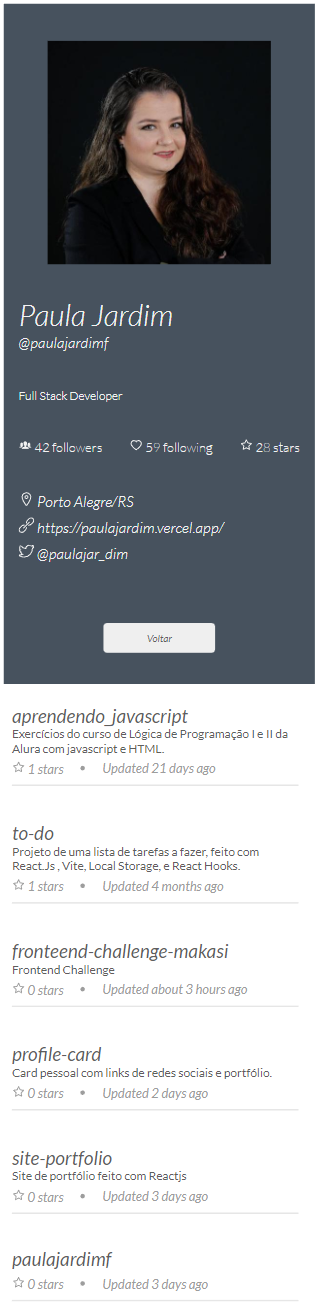 Paula Jardim
@paulajardimf
Full Stack Developer
42 followers 59 following 28 stars
Porto Alegre/RS
https://paulajardim.vercel.app/
@paulajar_dim
Voltar
aprendendo_javascript
Exercícios do curso de Lógica de Programação I e II da
Alura com javascript e HTML.
1 stars • Updated 21 days ago
to-do
Projeto de uma lista de tarefas a fazer, feito com
React.Js , Vite, Local Storage, e React Hooks.
1 stars • Updated 4 months ago
fronteend-challenge-makasi
Frontend Challenge
0 stars • Updated about 3 hours ago
profile-card
Card pessoal com links de redes sociais e portfólio.
0 stars • Updated 2 days ago
site-portfolio
Site de portfólio feito com Reactjs
0 stars • Updated 3 days ago
paulajardimf
0 stars • Updated 3 days ago